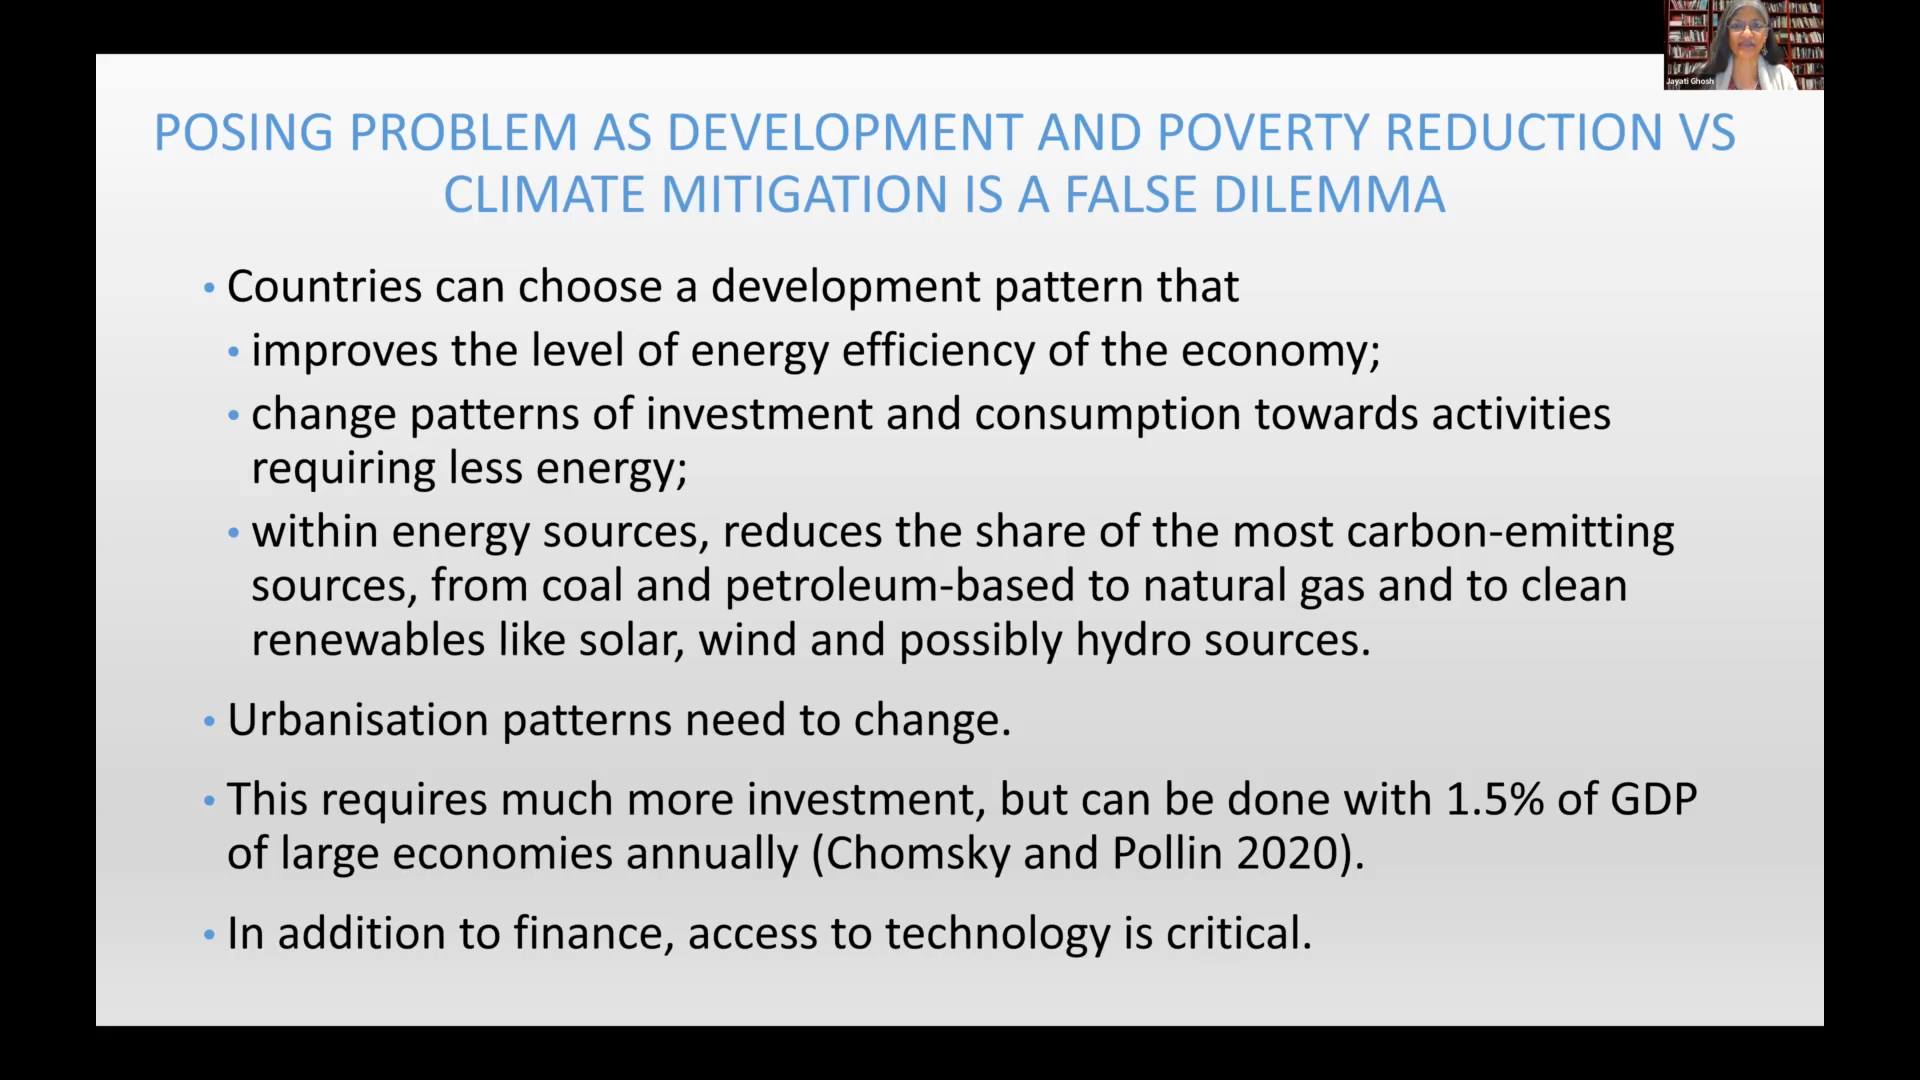 Jayati Ghosh
POSING PROBLEM AS DEVELOPMENT AND POVERTY REDUCTION VS
CLIMATE MITIGATION IS A FALSE DILEMMA
• Countries can choose a development pattern that
• improves the level of energy efficiency of the economy;
• change patterns of investment and consumption towards activities
requiring less energy;
• within energy sources, reduces the share of the most carbon-emitting
sources, from coal and petroleum-based to natural gas and to clean
renewables like solar, wind and possibly hydro sources.
• Urbanisation patterns need to change.
• This requires much more investment, but can be done with 1.5% of GDP
of large economies annually (Chomsky and Pollin 2020).
• In addition to finance, access to technology is critical.